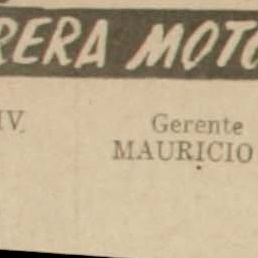 RERA MOTO
IV.
Gerente
MAURICIO